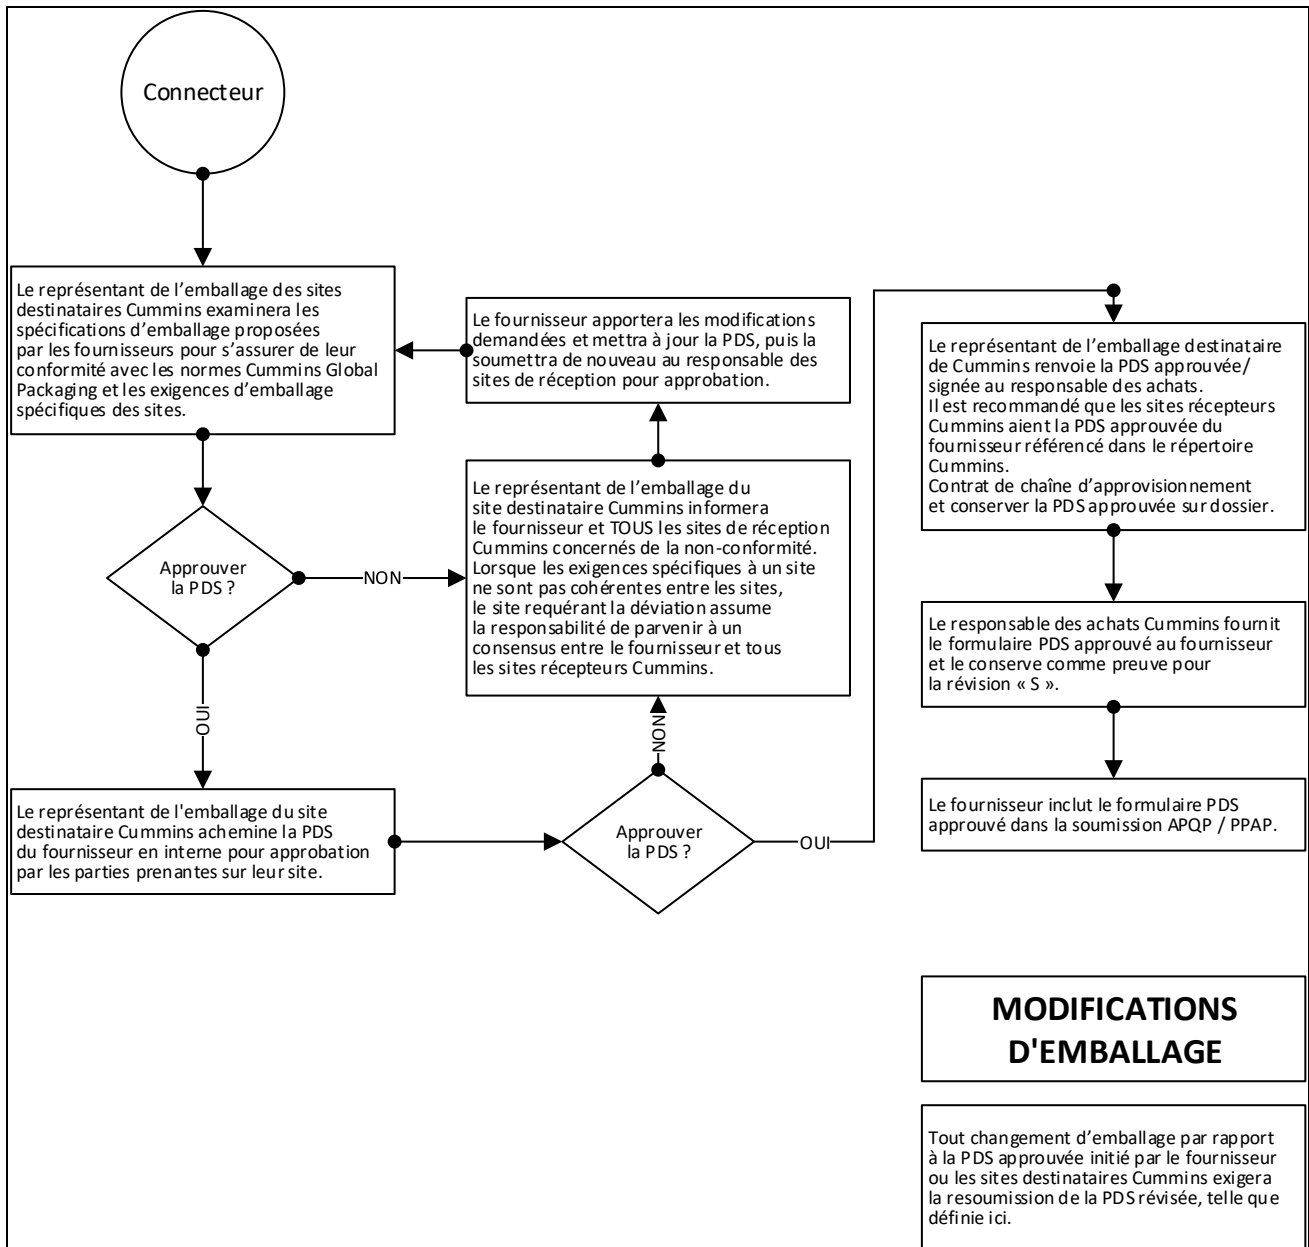 Connecteur
Le représentant de l’emballage des sites
destinataires Cummins examinera les
spécifications d’emballage proposées
par les fournisseurs pour s’assurer de leur
conformité avec les normes Cummins Global
Packaging et les exigences d’emballage
spécifiques des sites.
Approuver
la PDS ?
NON
OUI
Le représentant de l'emballage du site
destinataire Cummins achemine la PDS
du fournisseur en interne pour approbation
par les parties prenantes sur leur site.
Le fournisseur apportera les modifications
demandées et mettra à jour la PDS, puis la
soumettra de nouveau au responsable des
sites de réception pour approbation.
Le représentant de l’emballage du
site destinataire Cummins informera
le fournisseur et TOUS les sites de réception
Cummins concernés de la non-conformité.
Lorsque les exigences spécifiques à un site
ne sont pas cohérentes entre les sites,
le site requérant la déviation assume
la responsabilité de parvenir à un
consensus entre le fournisseur et tous
les sites récepteurs Cummins.
NON
Approuver
la PDS ?
OUI
Le représentant de l’emballage destinataire
de Cummins renvoie la PDS approuvée/
signée au responsable des achats.
Il est recommandé que les sites récepteurs
Cummins aient la PDS approuvée du
fournisseur référencé dans le répertoire
Cummins.
Contrat de chaîne d’approvisionnement
et conserver la PDS approuvée sur dossier.
Le responsable des achats Cummins fournit
le formulaire PDS approuvé au fournisseur
et le conserve comme preuve pour
la révision « S ».
Le fournisseur inclut le formulaire PDS
approuvé dans la soumission APQP / PPAP.
MODIFICATIONS
D'EMBALLAGE
Tout changement d’emballage par rapport
à la PDS approuvée initié par le fournisseur
ou les sites destinataires Cummins exigera
la resoumission de la PDS révisée, telle que
définie ici.